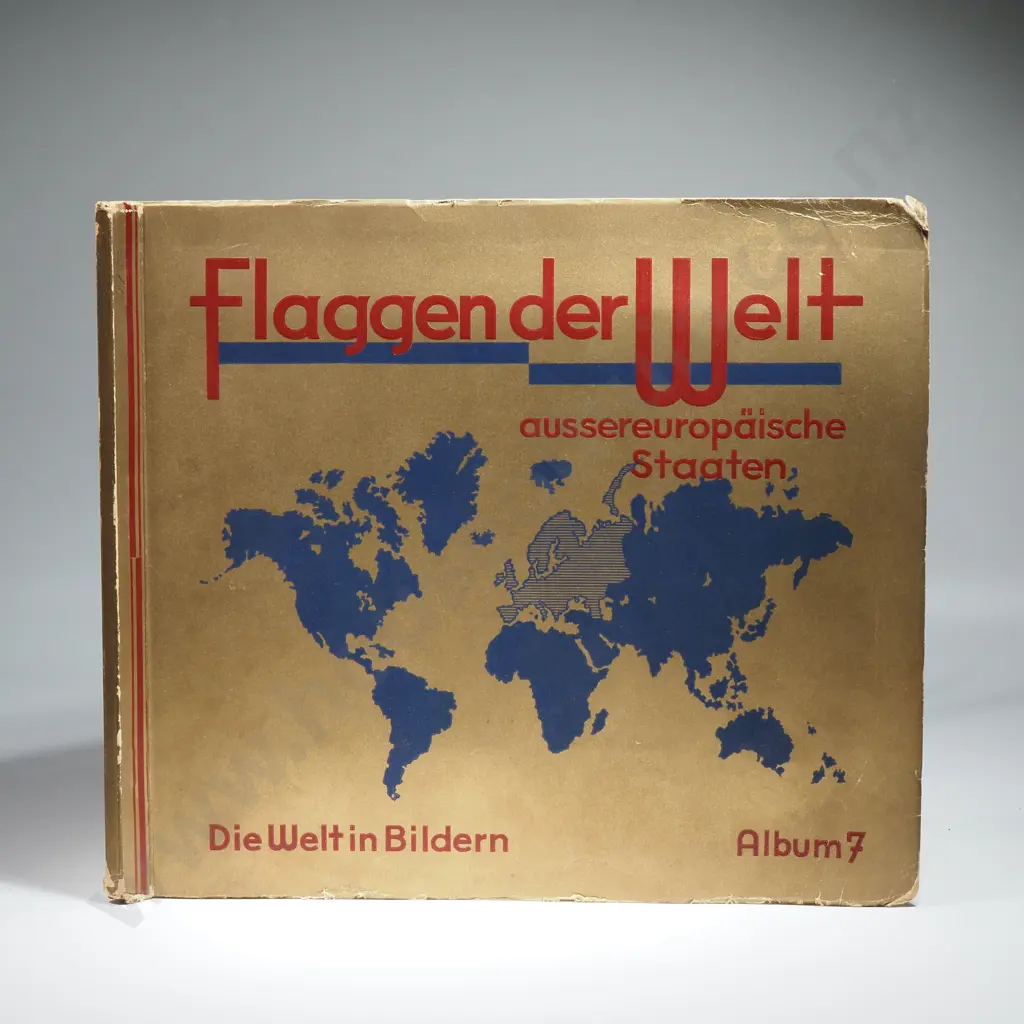 Flaggen der Welt
aussereuropäische
Staaten
Die Welt in Bildern
Album 7